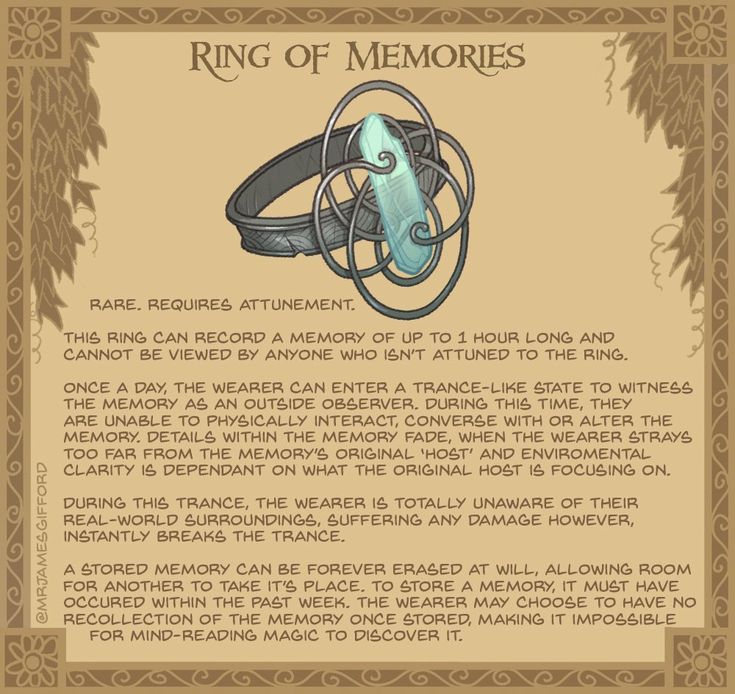 RING OF MEMORIES
RARE. REQUIRES ATTUNEMENT.
THIS RING CAN RECORD A MEMORY OF UP TO 1 HOUR LONG AND
CANNOT BE VIEWED BY ANYONE WHO ISN'T ATTUNED TO THE RING.
ONCE A DAY, THE WEARER CAN ENTER A TRANCE-LIKE STATE TO WITNESS
THE MEMORY AS AN OUTSIDE OBSERVER. DURING THIS TIME, THEY
ARE UNABLE TO PHYSICALLY INTERACT, CONVERSE WITH OR ALTER THE
MEMORY. DETAILS WITHIN THE MEMORY FADE, WHEN THE WEARER STRAYS
TOO FAR FROM THE MEMORY'S ORIGINAL 'HOST' AND ENVIROMENTAL
CLARITY IS DEPENDANT ON WHAT THE ORIGINAL HOST IS FOCUSING ON.
DURING THIS TRANCE, THE WEARER IS TOTALLY UNAWARE OF THEIR
REAL-WORLD SURROUNDINGS, SUFFERING ANY DAMAGE HOWEVER,
INSTANTLY BREAKS THE TRANCE.
A STORED MEMORY CAN BE FOREVER ERASED AT WILL, ALLOWING ROOM
FOR ANOTHER TO TAKE IT'S PLACE. TO STORE A MEMORY, IT MUST HAVE
OCCURED WITHIN THE PAST WEEK. THE WEARER MAY CHOOSE TO HAVE NO
RECOLLECTION OF THE MEMORY ONCE STORED, MAKING IT IMPOSSIBLE
FOR MIND-READING MAGIC TO DISCOVER IT.
@MRJAMESGIFFORD